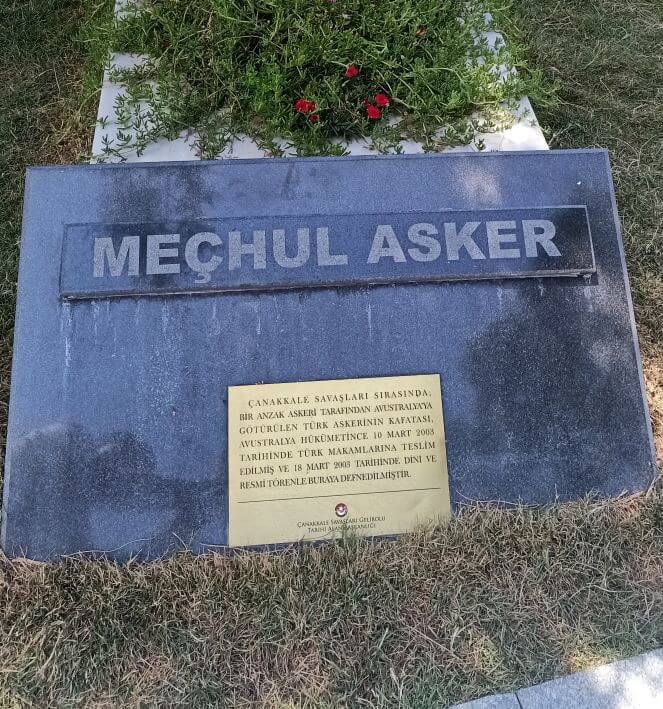 MEÇHUL ASKER
ÇANAKKALE SAVAŞLARI SIRASINDA,
BİR ANZAK ASKERİ TARAFINDAN AVUSTRALYA'YA
GÖTÜRÜLEN TÜRK ASKERİNİN KAFATASI,
AVUSTRALYA HÜKÜMETİNCE 10 MART 2003
TARİHİNDE TÜRK MAKAMLARINA TESLİM
EDİLMİŞ VE 18 MART 2003 TARİHİNDE DİNİ VE
RESMİ TÖRENLE BURAYA DEFNEDİLMİŞTİR.
ÇANAKKALE SAVAŞLARI GELİBOLU
TARİHİ ALAN BAŞKANLIĞI